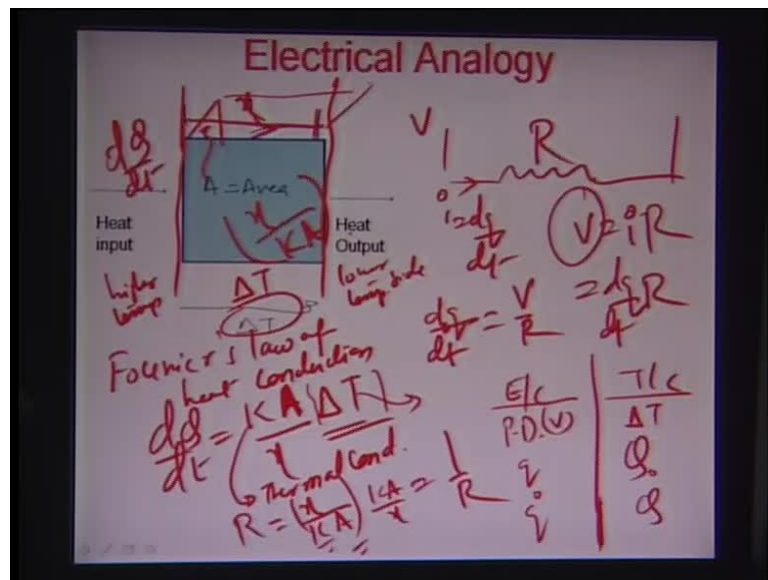 Electrical Analogy
dQ/dt
x
V
R
A = Area
i = dq/dt
V = iR
x/KA
Heat input
Heat Output
= dq/dt R
higher temp
ΔT
lower temp side
ΔT
dq/dt = V/R
Fourier's law of
heat conduction
E/C T/C
P.D.(V) ΔT
dQ/dt = KA(ΔT)/x
q Q
Thermal Cond.
R = (x/KA) KA/x = 1/R
q̇ Q̇